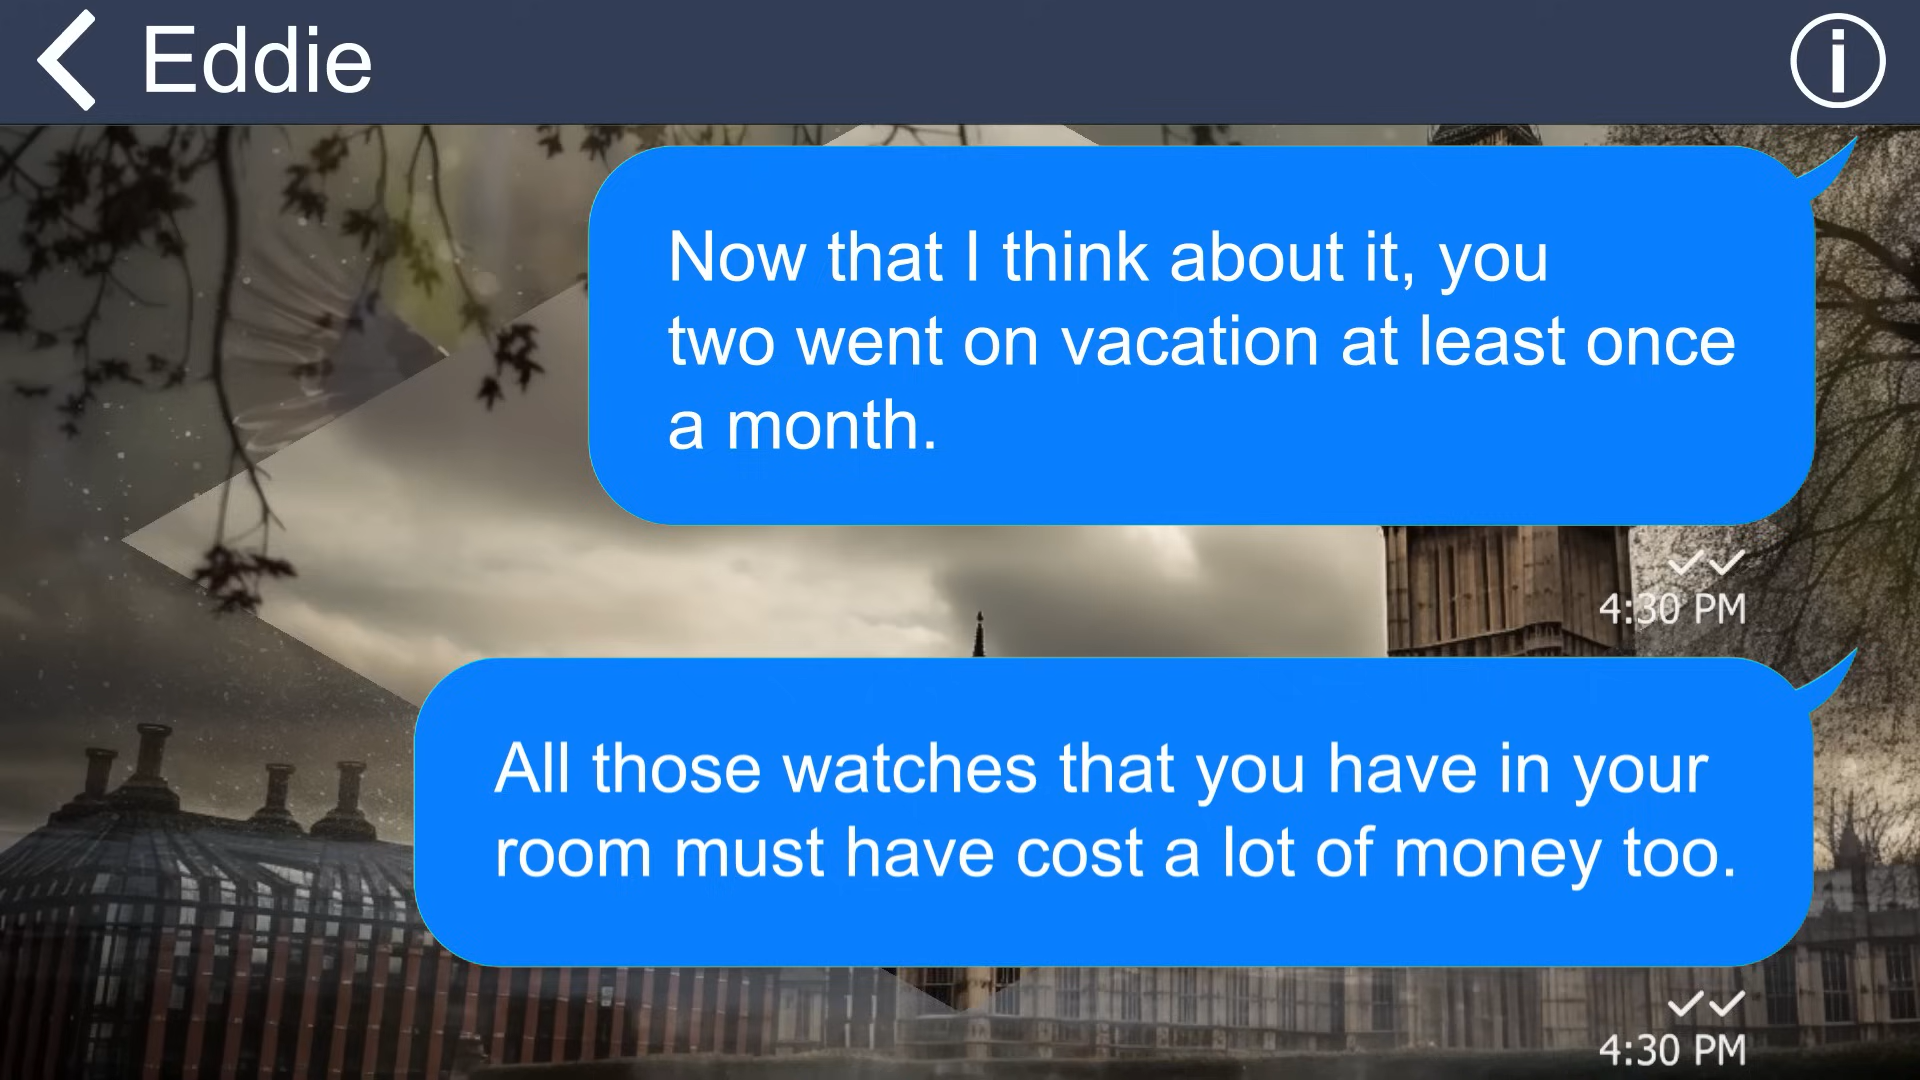 Eddie
Now that I think about it, you
two went on vacation at least once
a month.
4:30 PM
All those watches that you have in your
room must have cost a lot of money too.
4:30 PM